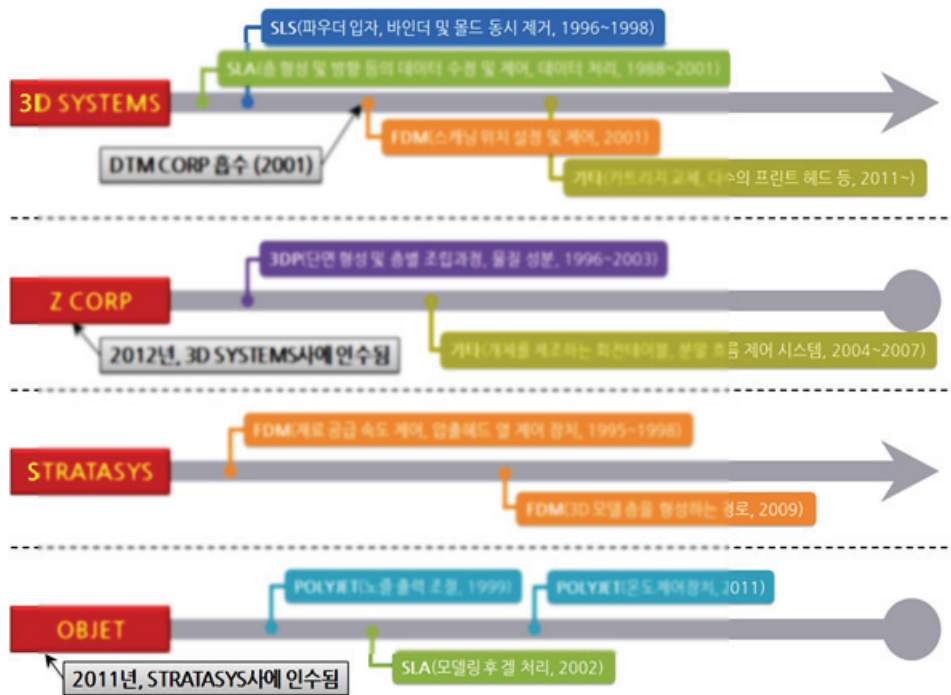 SLS(파우더 입자, 바인더 및 몰드 동시 제거, 1996~1998)
SLA(층 형성 및 방향 등의 데이터 수정 및 제어, 데이터 처리, 1988~2001)
3D SYSTEMS
FDM(스캐닝 위치 설정 및 제어, 2001)
DTM CORP 흡수 (2001)
기타(카트리지 교체, 다수의 프린트 헤드 등, 2011~)
3DP(단면 형성 및 층별 조립과정, 물질 성분, 1996~2003)
Z CORP
2012년, 3D SYSTEMS사에 인수됨
기타(개체를 제조하는 회전테이블, 분말 흐름 제어 시스템, 2004~2007)
FDM(재료 공급 속도 제어, 압출헤드 열 제어 장치, 1995~1998)
STRATASYS
FDM(3D 모델 층을 형성하는 경로, 2009)
POLYJET(노즐 출력 조절, 1999)
POLYJET(온도제어장치, 2011)
OBJET
SLA(모델링 후 겔 처리, 2002)
2011년, STRATASYS사에 인수됨